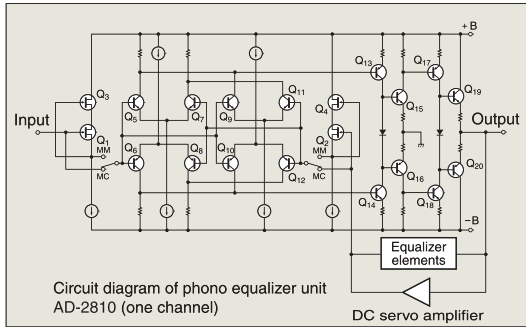 +B
Q13
Q17
Q11
Q3
Q4
Q19
Q5
Q7
Q9
Q15
Input
Output
Q1
Q2
MM
MM
Q6
Q8
Q10
Q16
Q20
MC
Q12
MC
Q14
Q18
−B
Equalizer
elements
Circuit diagram of phono equalizer unit
AD-2810 (one channel)
DC servo amplifier